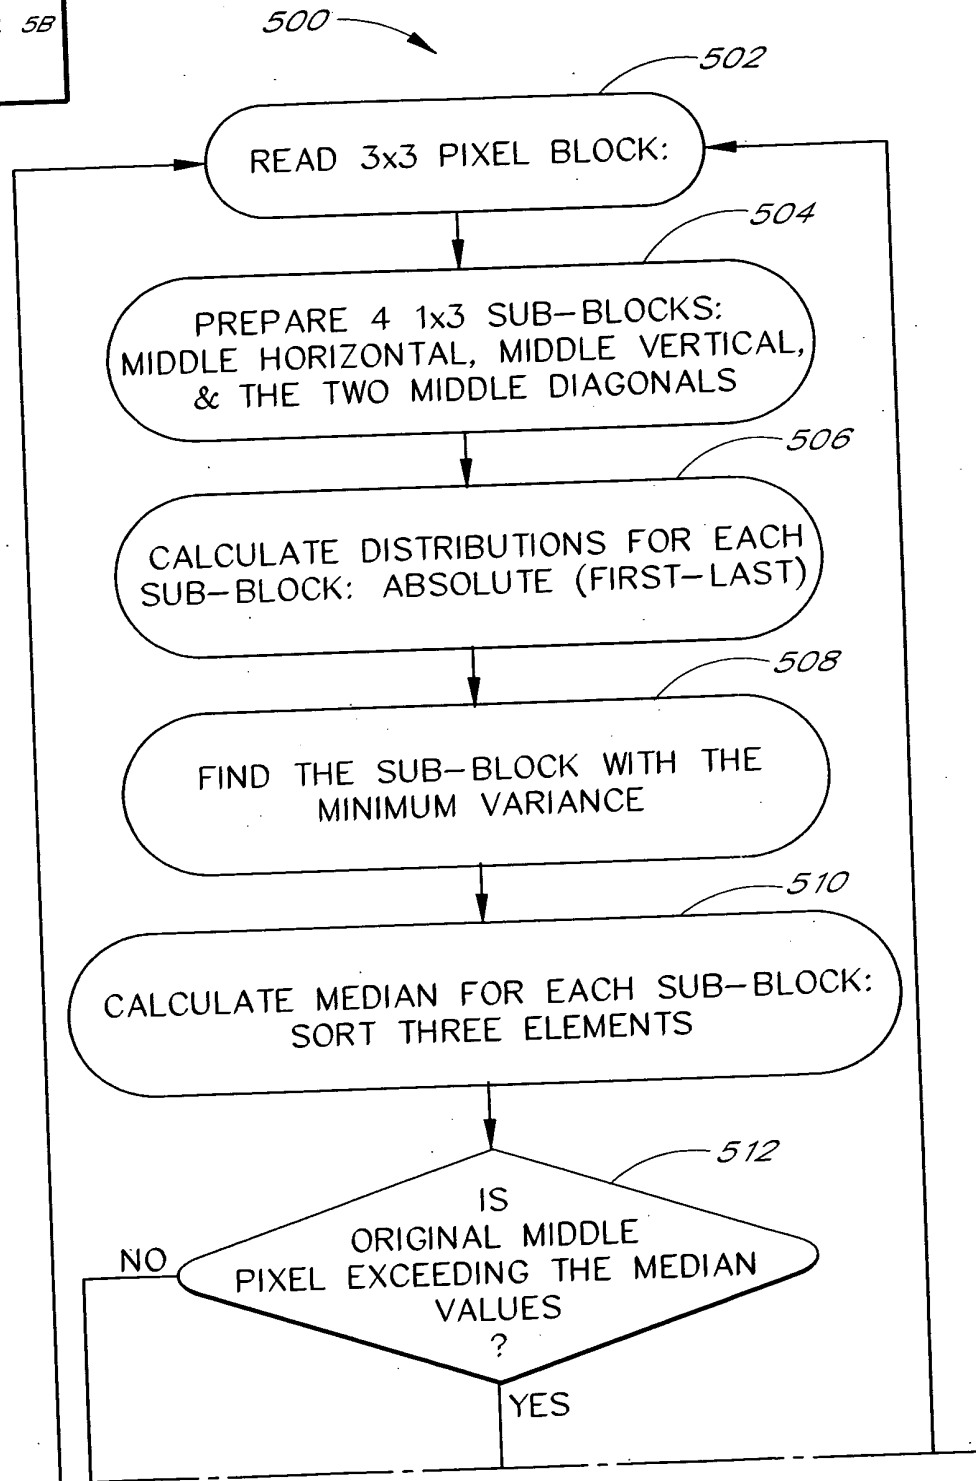 5B
500
502
READ 3x3 PIXEL BLOCK:
504
PREPARE 4 1x3 SUB-BLOCKS:
MIDDLE HORIZONTAL, MIDDLE VERTICAL,
& THE TWO MIDDLE DIAGONALS
506
CALCULATE DISTRIBUTIONS FOR EACH
SUB-BLOCK: ABSOLUTE (FIRST-LAST)
508
FIND THE SUB-BLOCK WITH THE
MINIMUM VARIANCE
510
CALCULATE MEDIAN FOR EACH SUB-BLOCK:
SORT THREE ELEMENTS
512
IS
ORIGINAL MIDDLE
PIXEL EXCEEDING THE MEDIAN
VALUES
?
NO
YES